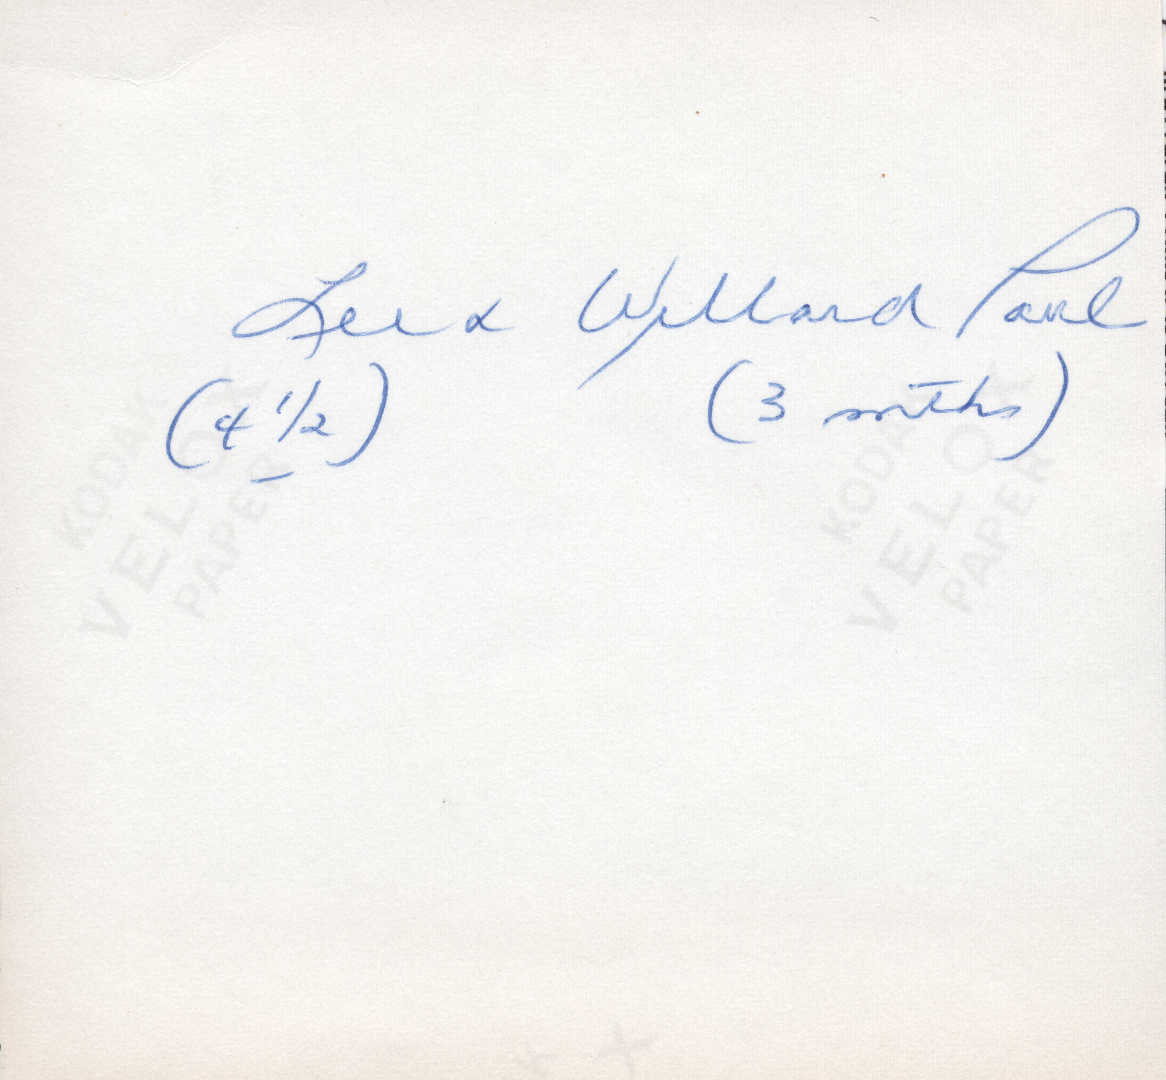 Lee & Willard Paul
(4 1/2) (3 mths)
KODAK
VELOX
PAPER
KODAK
VELOX
PAPER